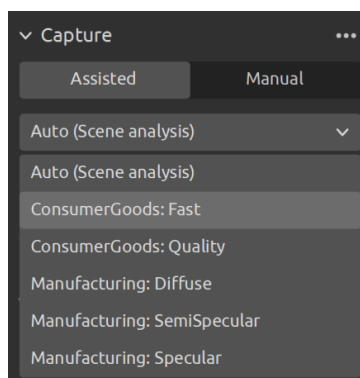 Capture
Assisted Manual
Auto (Scene analysis)
Auto (Scene analysis)
ConsumerGoods: Fast
ConsumerGoods: Quality
Manufacturing: Diffuse
Manufacturing: SemiSpecular
Manufacturing: Specular